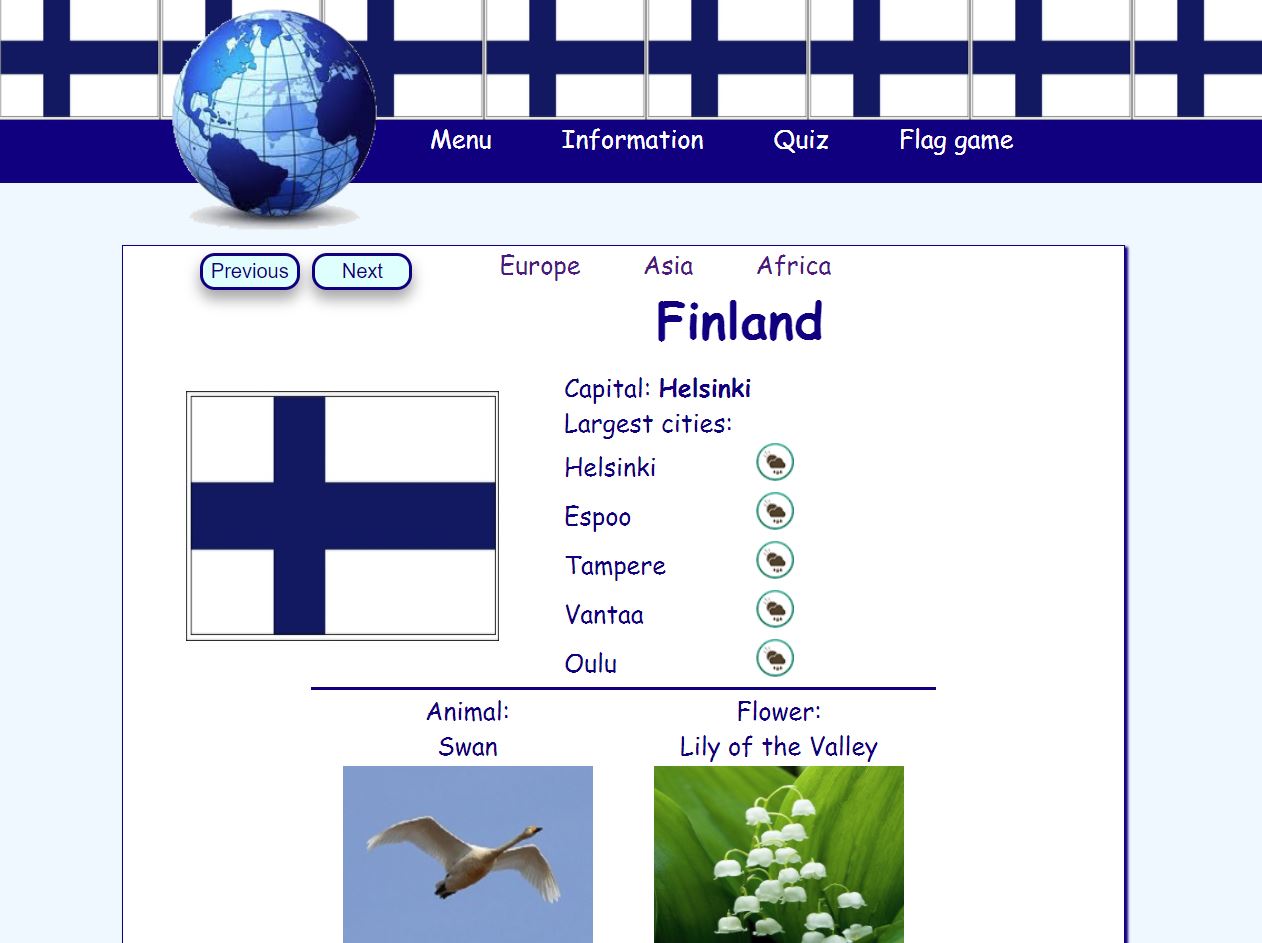 Menu Information Quiz Flag game
Previous Next Europe Asia Africa
Finland
Capital: Helsinki
Largest cities:
Helsinki
Espoo
Tampere
Vantaa
Oulu
Animal: Flower:
Swan Lily of the Valley